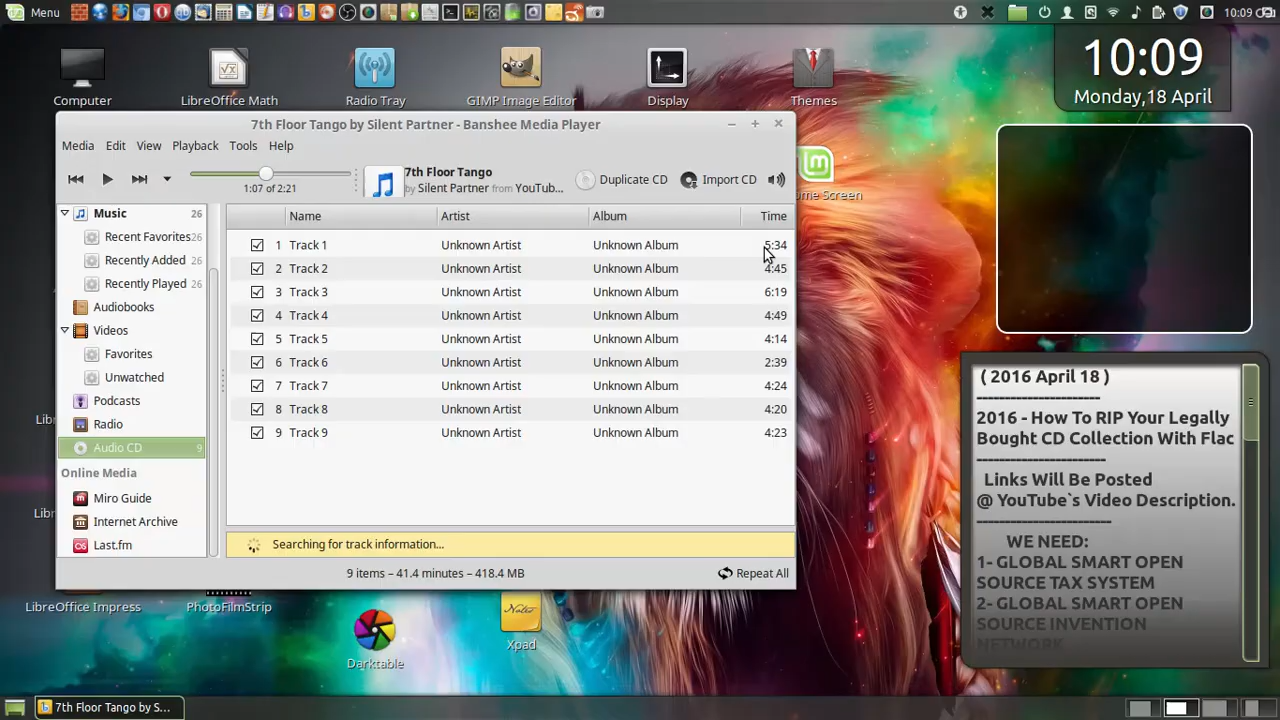 Menu
10:09
Computer
LibreOffice Math
Radio Tray
GIMP Image Editor
Display
Themes
10:09
Monday,18 April
7th Floor Tango by Silent Partner - Banshee Media Player
Media Edit View Playback Tools Help
1:07 of 2:21
7th Floor Tango
by Silent Partner from YouTub...
Duplicate CD
Import CD
ome Screen
Music 26
Recent Favorites 26
Recently Added 26
Recently Played 26
Audiobooks
Videos
Favorites
Unwatched
Podcasts
Radio
Audio CD 9
Online Media
Miro Guide
Internet Archive
Last.fm
Name Artist Album Time
1 Track 1 Unknown Artist Unknown Album 5:34
2 Track 2 Unknown Artist Unknown Album 4:45
3 Track 3 Unknown Artist Unknown Album 6:19
4 Track 4 Unknown Artist Unknown Album 4:49
5 Track 5 Unknown Artist Unknown Album 4:14
6 Track 6 Unknown Artist Unknown Album 2:39
7 Track 7 Unknown Artist Unknown Album 4:24
8 Track 8 Unknown Artist Unknown Album 4:20
9 Track 9 Unknown Artist Unknown Album 4:23
Searching for track information...
9 items – 41.4 minutes – 418.4 MB
Repeat All
Libr
Libr
LibreOffice Impress
PhotoFilmStrip
Darktable
Notes
Xpad
( 2016 April 18 )
-----------------------
2016 - How To RIP Your Legally
Bought CD Collection With Flac
------------------------
Links Will Be Posted
@ YouTube`s Video Description.
-------------------------
WE NEED:
1- GLOBAL SMART OPEN
SOURCE TAX SYSTEM
2- GLOBAL SMART OPEN
SOURCE INVENTION
NETWORK
7th Floor Tango by S...